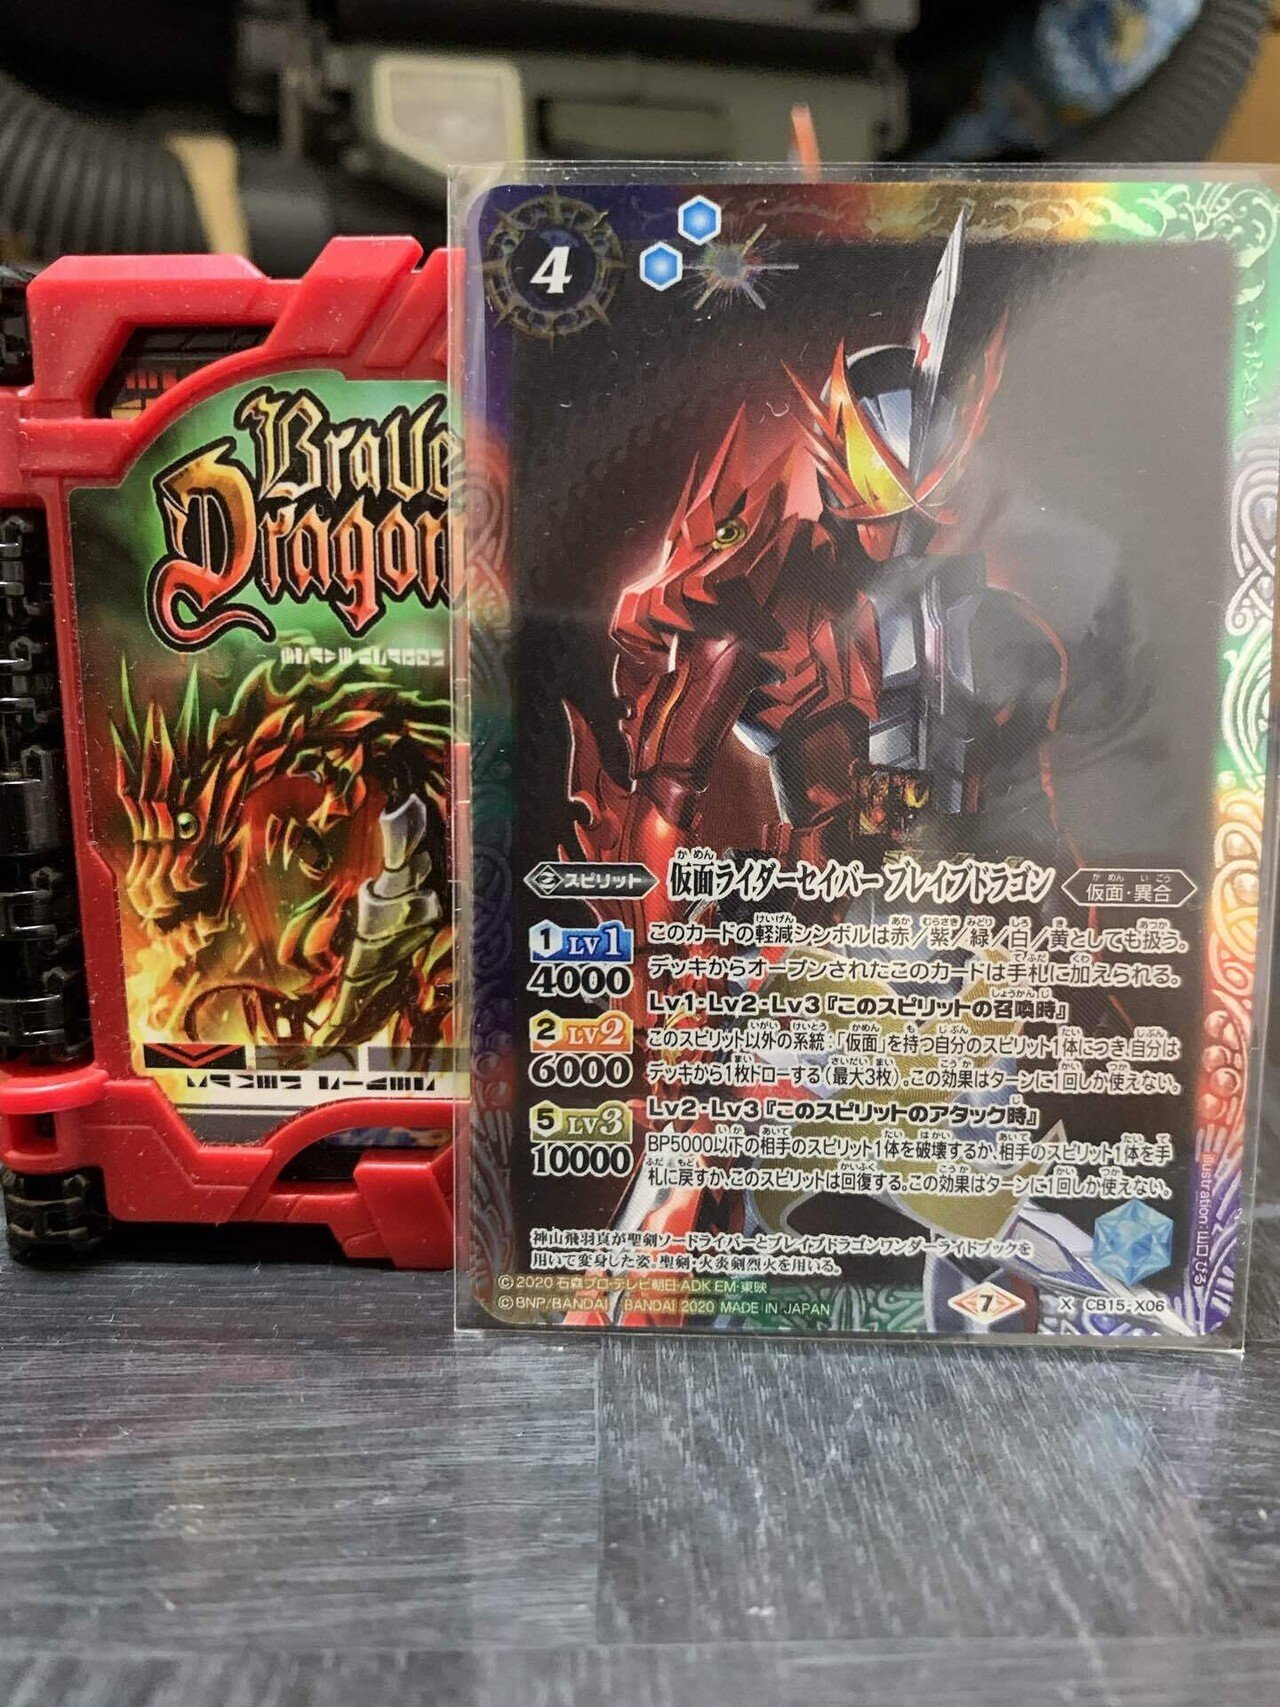 Brave
Dragon
4
スピリット
仮面ライダーセイバー ブレイブドラゴン
仮面・異合
1 LV1
4000
2 LV2
6000
5 LV3
10000
このカードの軽減シンボルは赤/紫/緑/白/黄としても扱う。
デッキからオープンされたこのカードは手札に加えられる。
Lv1・Lv2・Lv3『このスピリットの召喚時』
このスピリット以外の系統:「仮面」を持つ自分のスピリット1体につき、自分は
デッキから1枚ドローする(最大3枚)。この効果はターンに1回しか使えない。
Lv2・Lv3『このスピリットのアタック時』
BP5000以下の相手のスピリット1体を破壊するか、相手のスピリット1体を手
札に戻すか、このスピリットは回復する。この効果はターンに1回しか使えない。
神山飛羽真が聖剣ソードライバーとブレイブドラゴンワンダーライドブックを
用いて変身した姿。聖剣・火炎剣烈火を用いる。
©2020 石森プロ・テレビ朝日・ADK EM・東映
©BNP/BANDAI BANDAI 2020 MADE IN JAPAN
7
X CB15-X06
illustration:山口ひでる